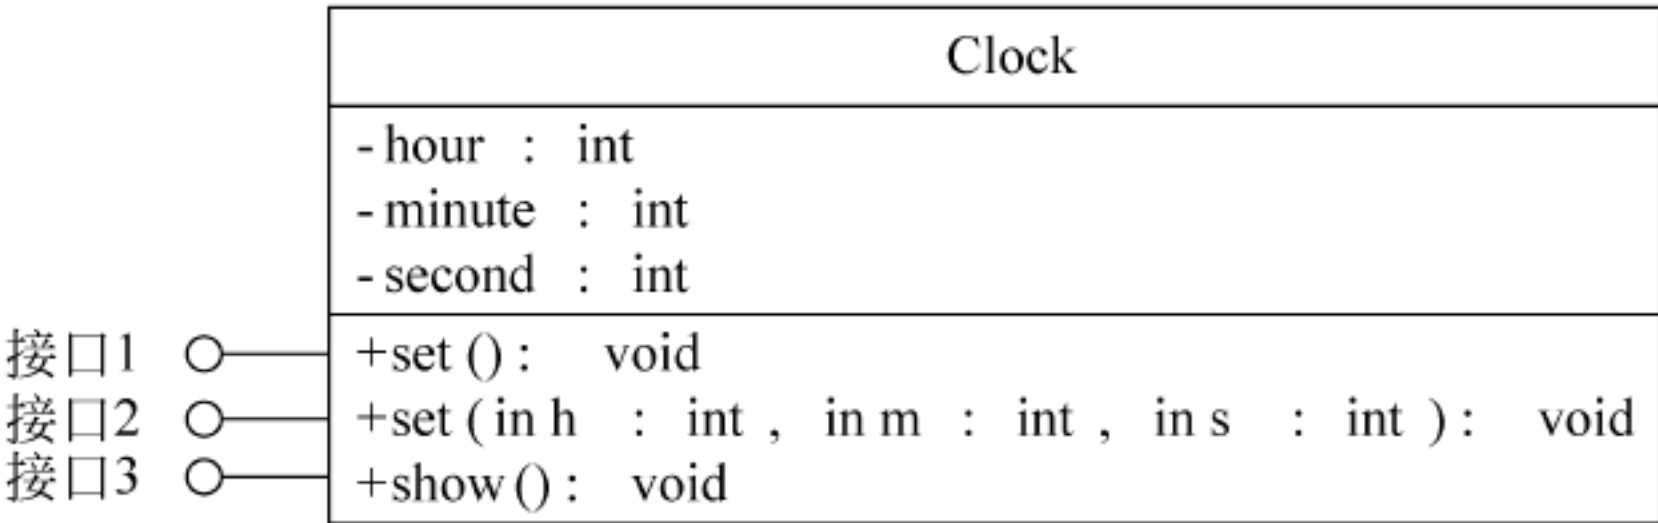 Clock
-hour : int
-minute : int
-second : int
接口1 +set(): void
接口2 +set(in h : int, in m : int, in s : int): void
接口3 +show(): void